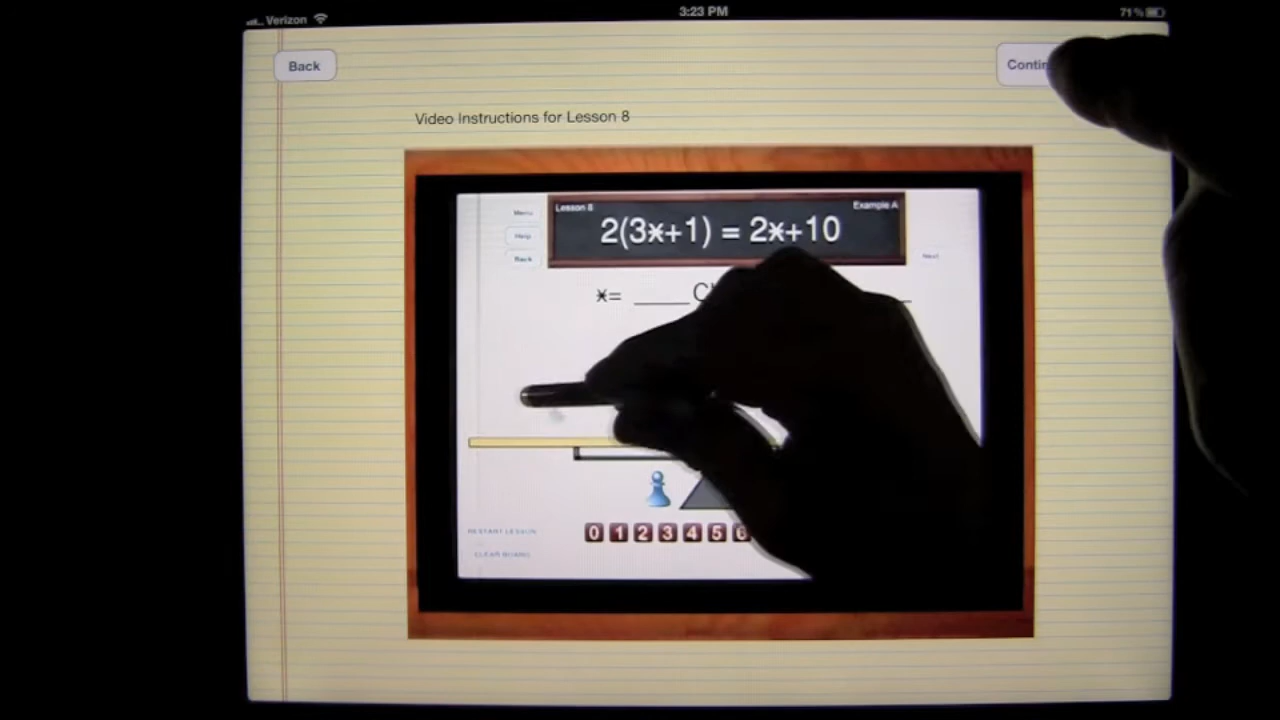 Verizon 3:23 PM 71%
Back
Video Instructions for Lesson 8
Lesson 8 Example A
Menu
2(3x+1) = 2x+10
Help
Back Next
x= ____
RESTART LESSON
0 1 2 3 4 5 6
CLEAR BOARD